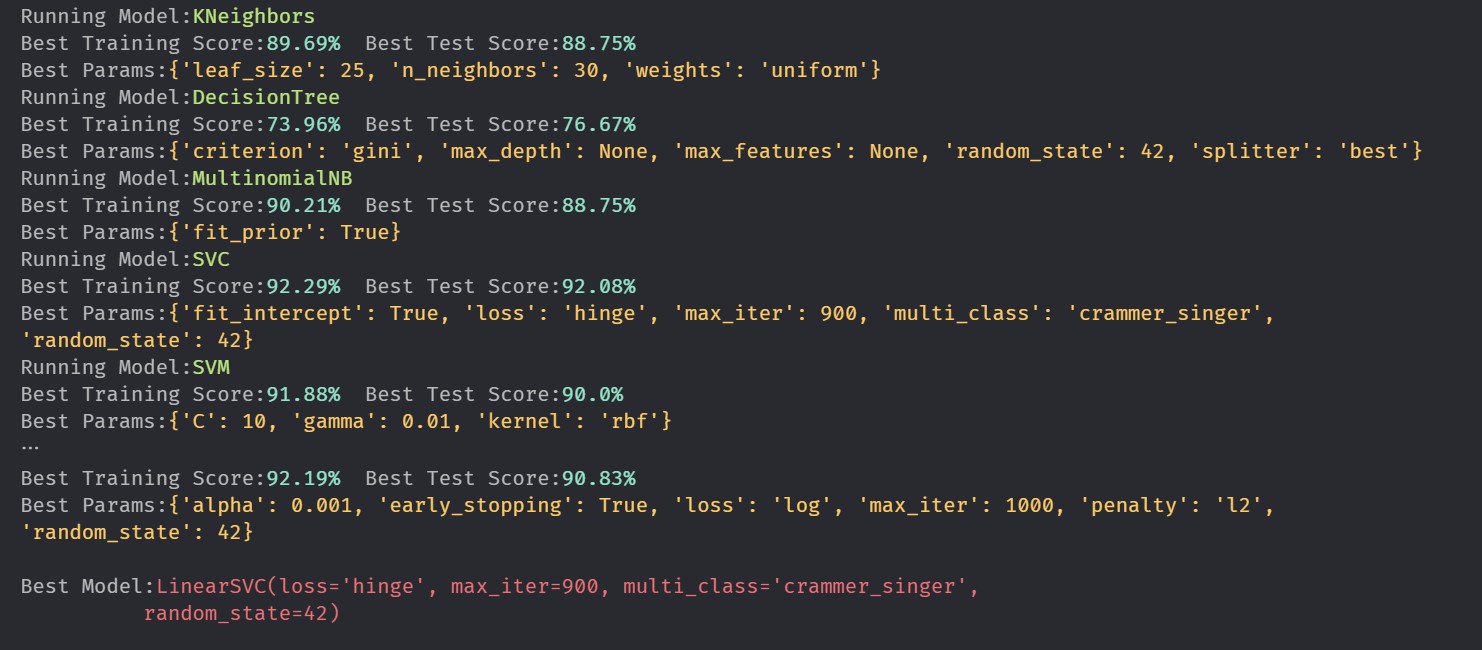 Running Model:KNeighbors
Best Training Score:89.69%  Best Test Score:88.75%
Best Params:{'leaf_size': 25, 'n_neighbors': 30, 'weights': 'uniform'}
Running Model:DecisionTree
Best Training Score:73.96%  Best Test Score:76.67%
Best Params:{'criterion': 'gini', 'max_depth': None, 'max_features': None, 'random_state': 42, 'splitter': 'best'}
Running Model:MultinomialNB
Best Training Score:90.21%  Best Test Score:88.75%
Best Params:{'fit_prior': True}
Running Model:SVC
Best Training Score:92.29%  Best Test Score:92.08%
Best Params:{'fit_intercept': True, 'loss': 'hinge', 'max_iter': 900, 'multi_class': 'crammer_singer',
'random_state': 42}
Running Model:SVM
Best Training Score:91.88%  Best Test Score:90.0%
Best Params:{'C': 10, 'gamma': 0.01, 'kernel': 'rbf'}
...
Best Training Score:92.19%  Best Test Score:90.83%
Best Params:{'alpha': 0.001, 'early_stopping': True, 'loss': 'log', 'max_iter': 1000, 'penalty': 'l2',
'random_state': 42}
Best Model:LinearSVC(loss='hinge', max_iter=900, multi_class='crammer_singer',
random_state=42)